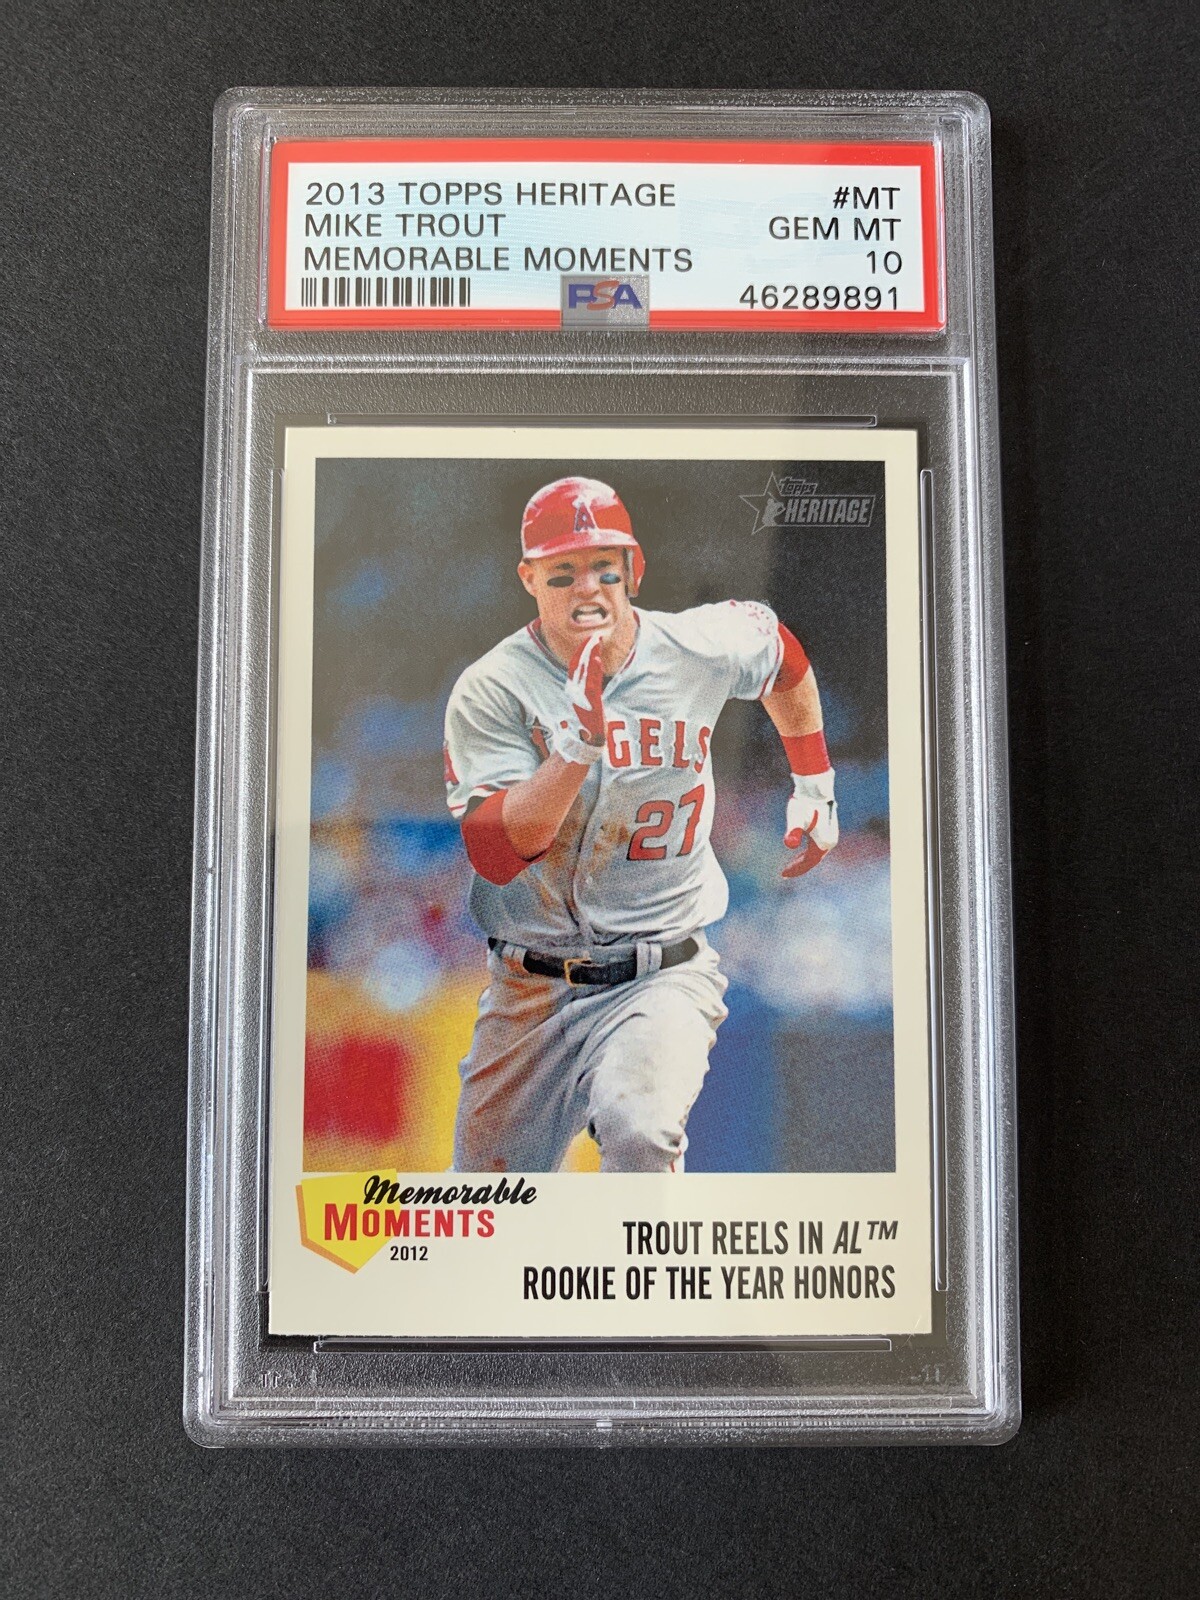 2013 TOPPS HERITAGE #MT
MIKE TROUT GEM MT
MEMORABLE MOMENTS 10
PSA 46289891
Topps
HERITAGE
A
GELS
27
Memorable
MOMENTS
2012
TROUT REELS IN AL™
ROOKIE OF THE YEAR HONORS